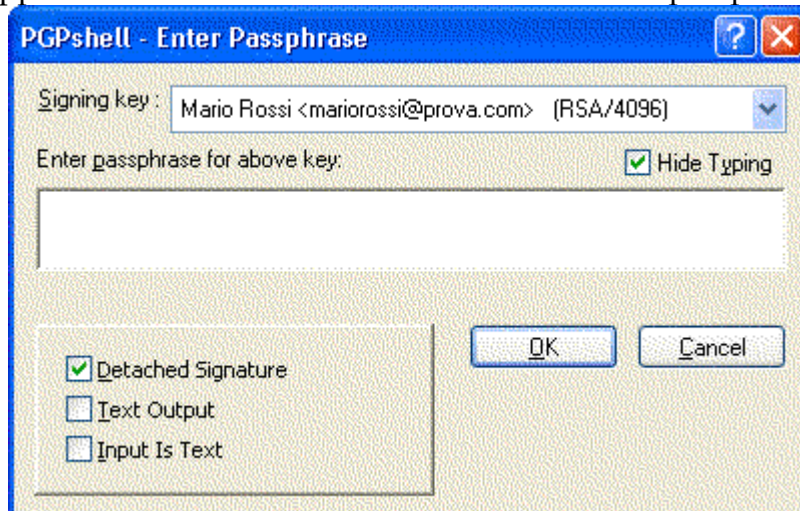 PGPshell - Enter Passphrase
Signing key : Mario Rossi <mariorossi@prova.com> (RSA/4096)
Enter passphrase for above key: Hide Typing
Detached Signature OK Cancel
Text Output
Input Is Text